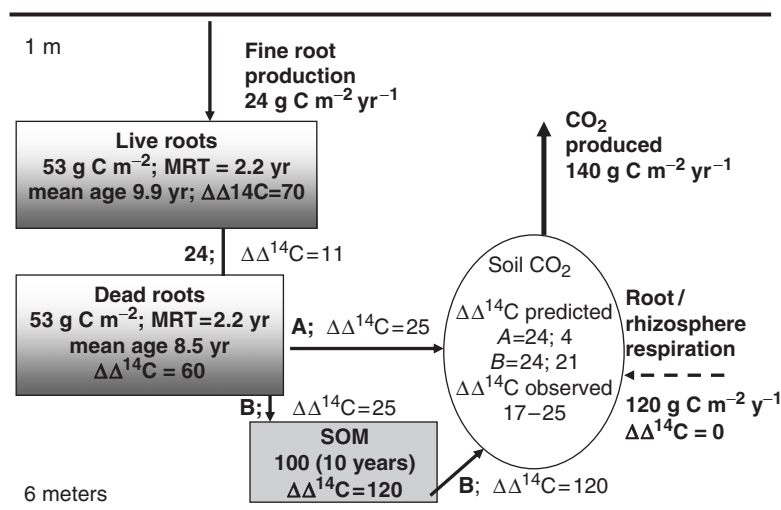 1 m
Fine root
production
24 g C m⁻² yr⁻¹
Live roots
53 g C m⁻²; MRT = 2.2 yr
mean age 9.9 yr; ΔΔ14C=70
24; ΔΔ¹⁴C=11
Dead roots
53 g C m⁻²; MRT=2.2 yr
mean age 8.5 yr
ΔΔ¹⁴C = 60
A; ΔΔ¹⁴C=25
B; ΔΔ¹⁴C=25
SOM
100 (10 years)
ΔΔ¹⁴C=120
B; ΔΔ¹⁴C=120
6 meters
CO₂
produced
140 g C m⁻² yr⁻¹
Soil CO₂
ΔΔ¹⁴C predicted
A=24; 4
B=24; 21
ΔΔ¹⁴C observed
17–25
Root/
rhizosphere
respiration
120 g C m⁻² y⁻¹
ΔΔ¹⁴C = 0